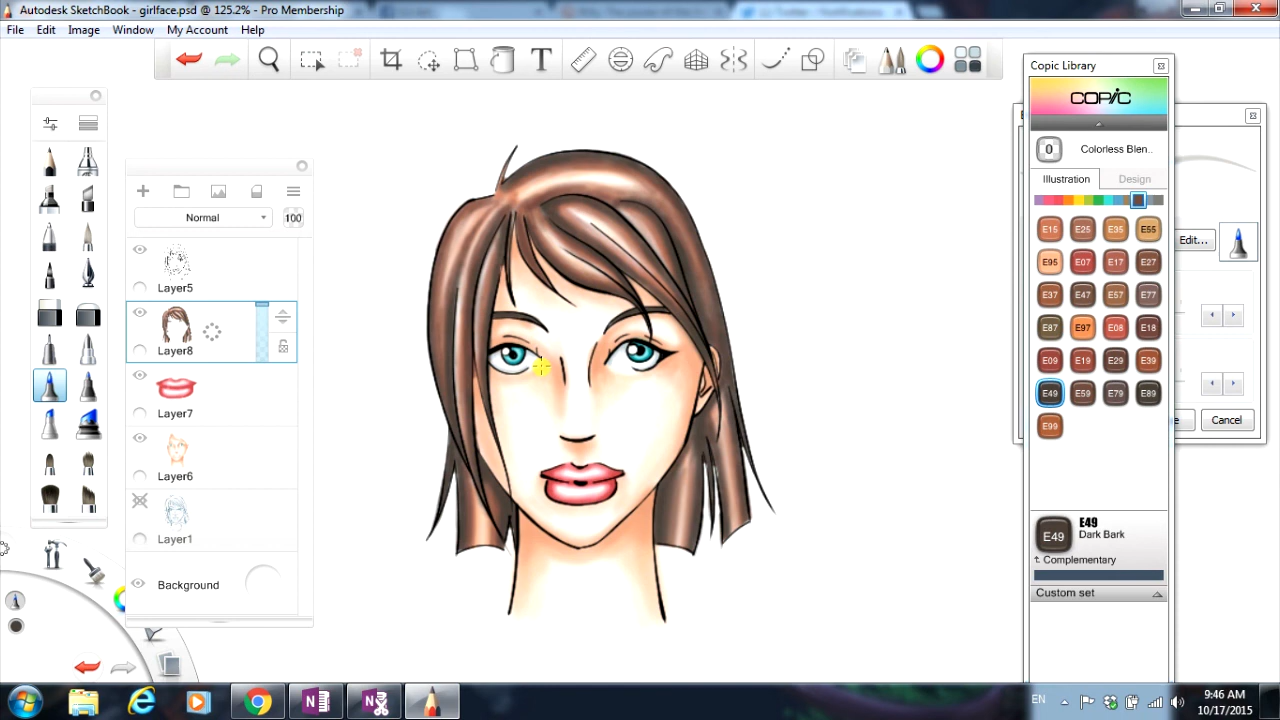 Autodesk SketchBook - girlface.psd @ 125.2% - Pro Membership
File Edit Image Window My Account Help
T
Copic Library
COPIC
0 Colorless Blen..
Illustration Design
Normal 100
E15 E25 E35 E55
E95 E07 E17 E27
Edit...
E37 E47 E57 E77
E87 E97 E08 E18
E09 E19 E29 E39
E49 E59 E79 E89
E99
Cancel
Layer5
Layer8
Layer7
Layer6
Layer1
Background
E49 E49
Dark Bark
Complementary
Custom set
EN
9:46 AM
10/17/2015